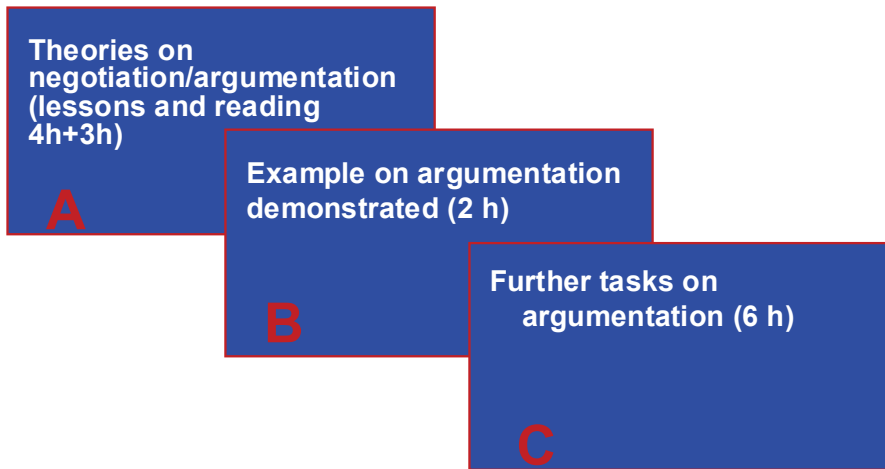 Theories on
negotiation/argumentation
(lessons and reading
4h+3h)
A
Example on argumentation
demonstrated (2 h)
B
Further tasks on
argumentation (6 h)
C